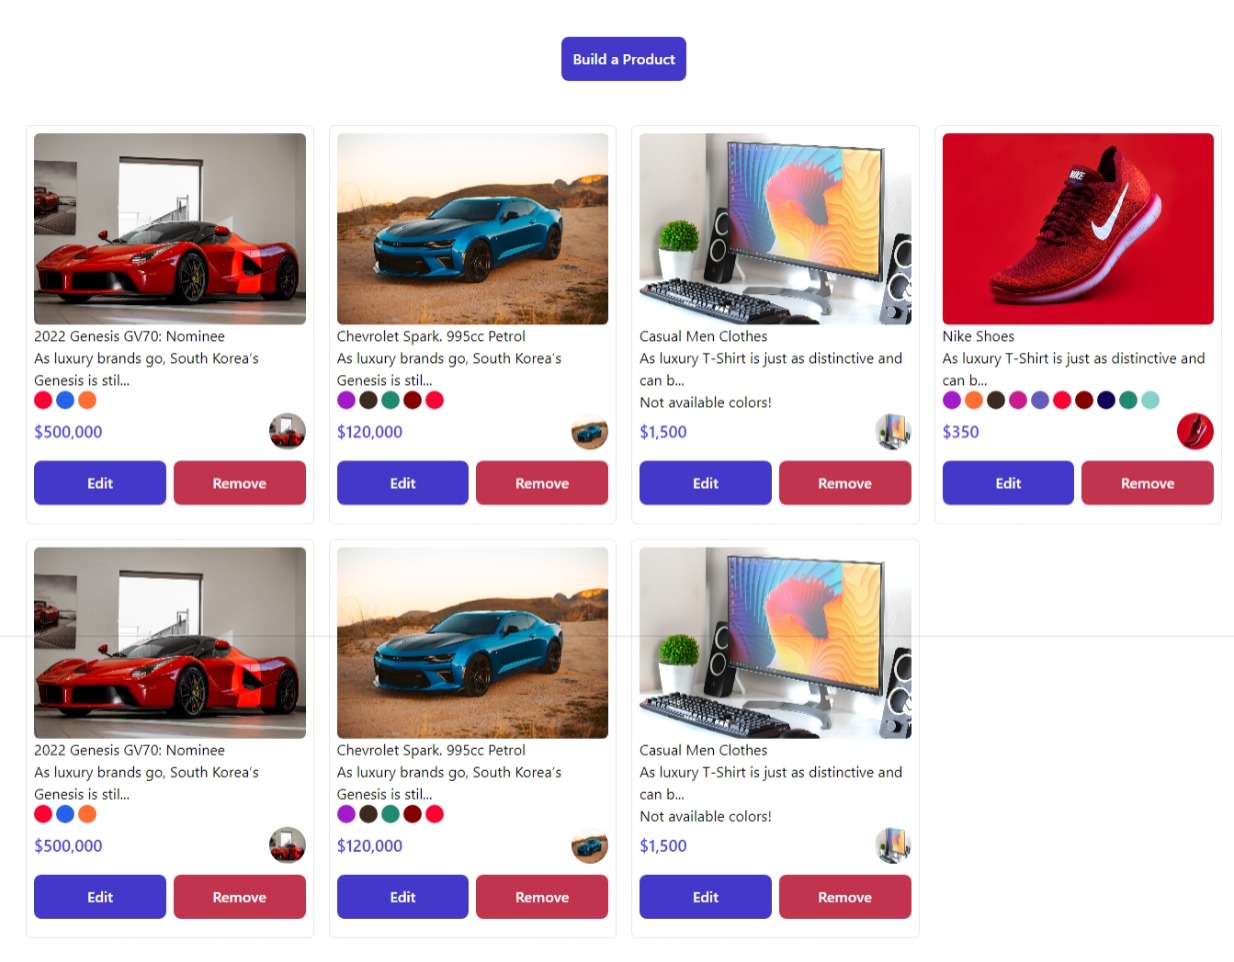 Build a Product
NIKE
2022 Genesis GV70: Nominee
As luxury brands go, South Korea's
Genesis is stil...
$500,000
Edit
Remove
Chevrolet Spark. 995cc Petrol
As luxury brands go, South Korea's
Genesis is stil...
$120,000
Edit
Remove
Casual Men Clothes
As luxury T-Shirt is just as distinctive and
can b...
Not available colors!
$1,500
Edit
Remove
Nike Shoes
As luxury T-Shirt is just as distinctive and
can b...
$350
Edit
Remove
2022 Genesis GV70: Nominee
As luxury brands go, South Korea's
Genesis is stil...
$500,000
Edit
Remove
Chevrolet Spark. 995cc Petrol
As luxury brands go, South Korea's
Genesis is stil...
$120,000
Edit
Remove
Casual Men Clothes
As luxury T-Shirt is just as distinctive and
can b...
Not available colors!
$1,500
Edit
Remove